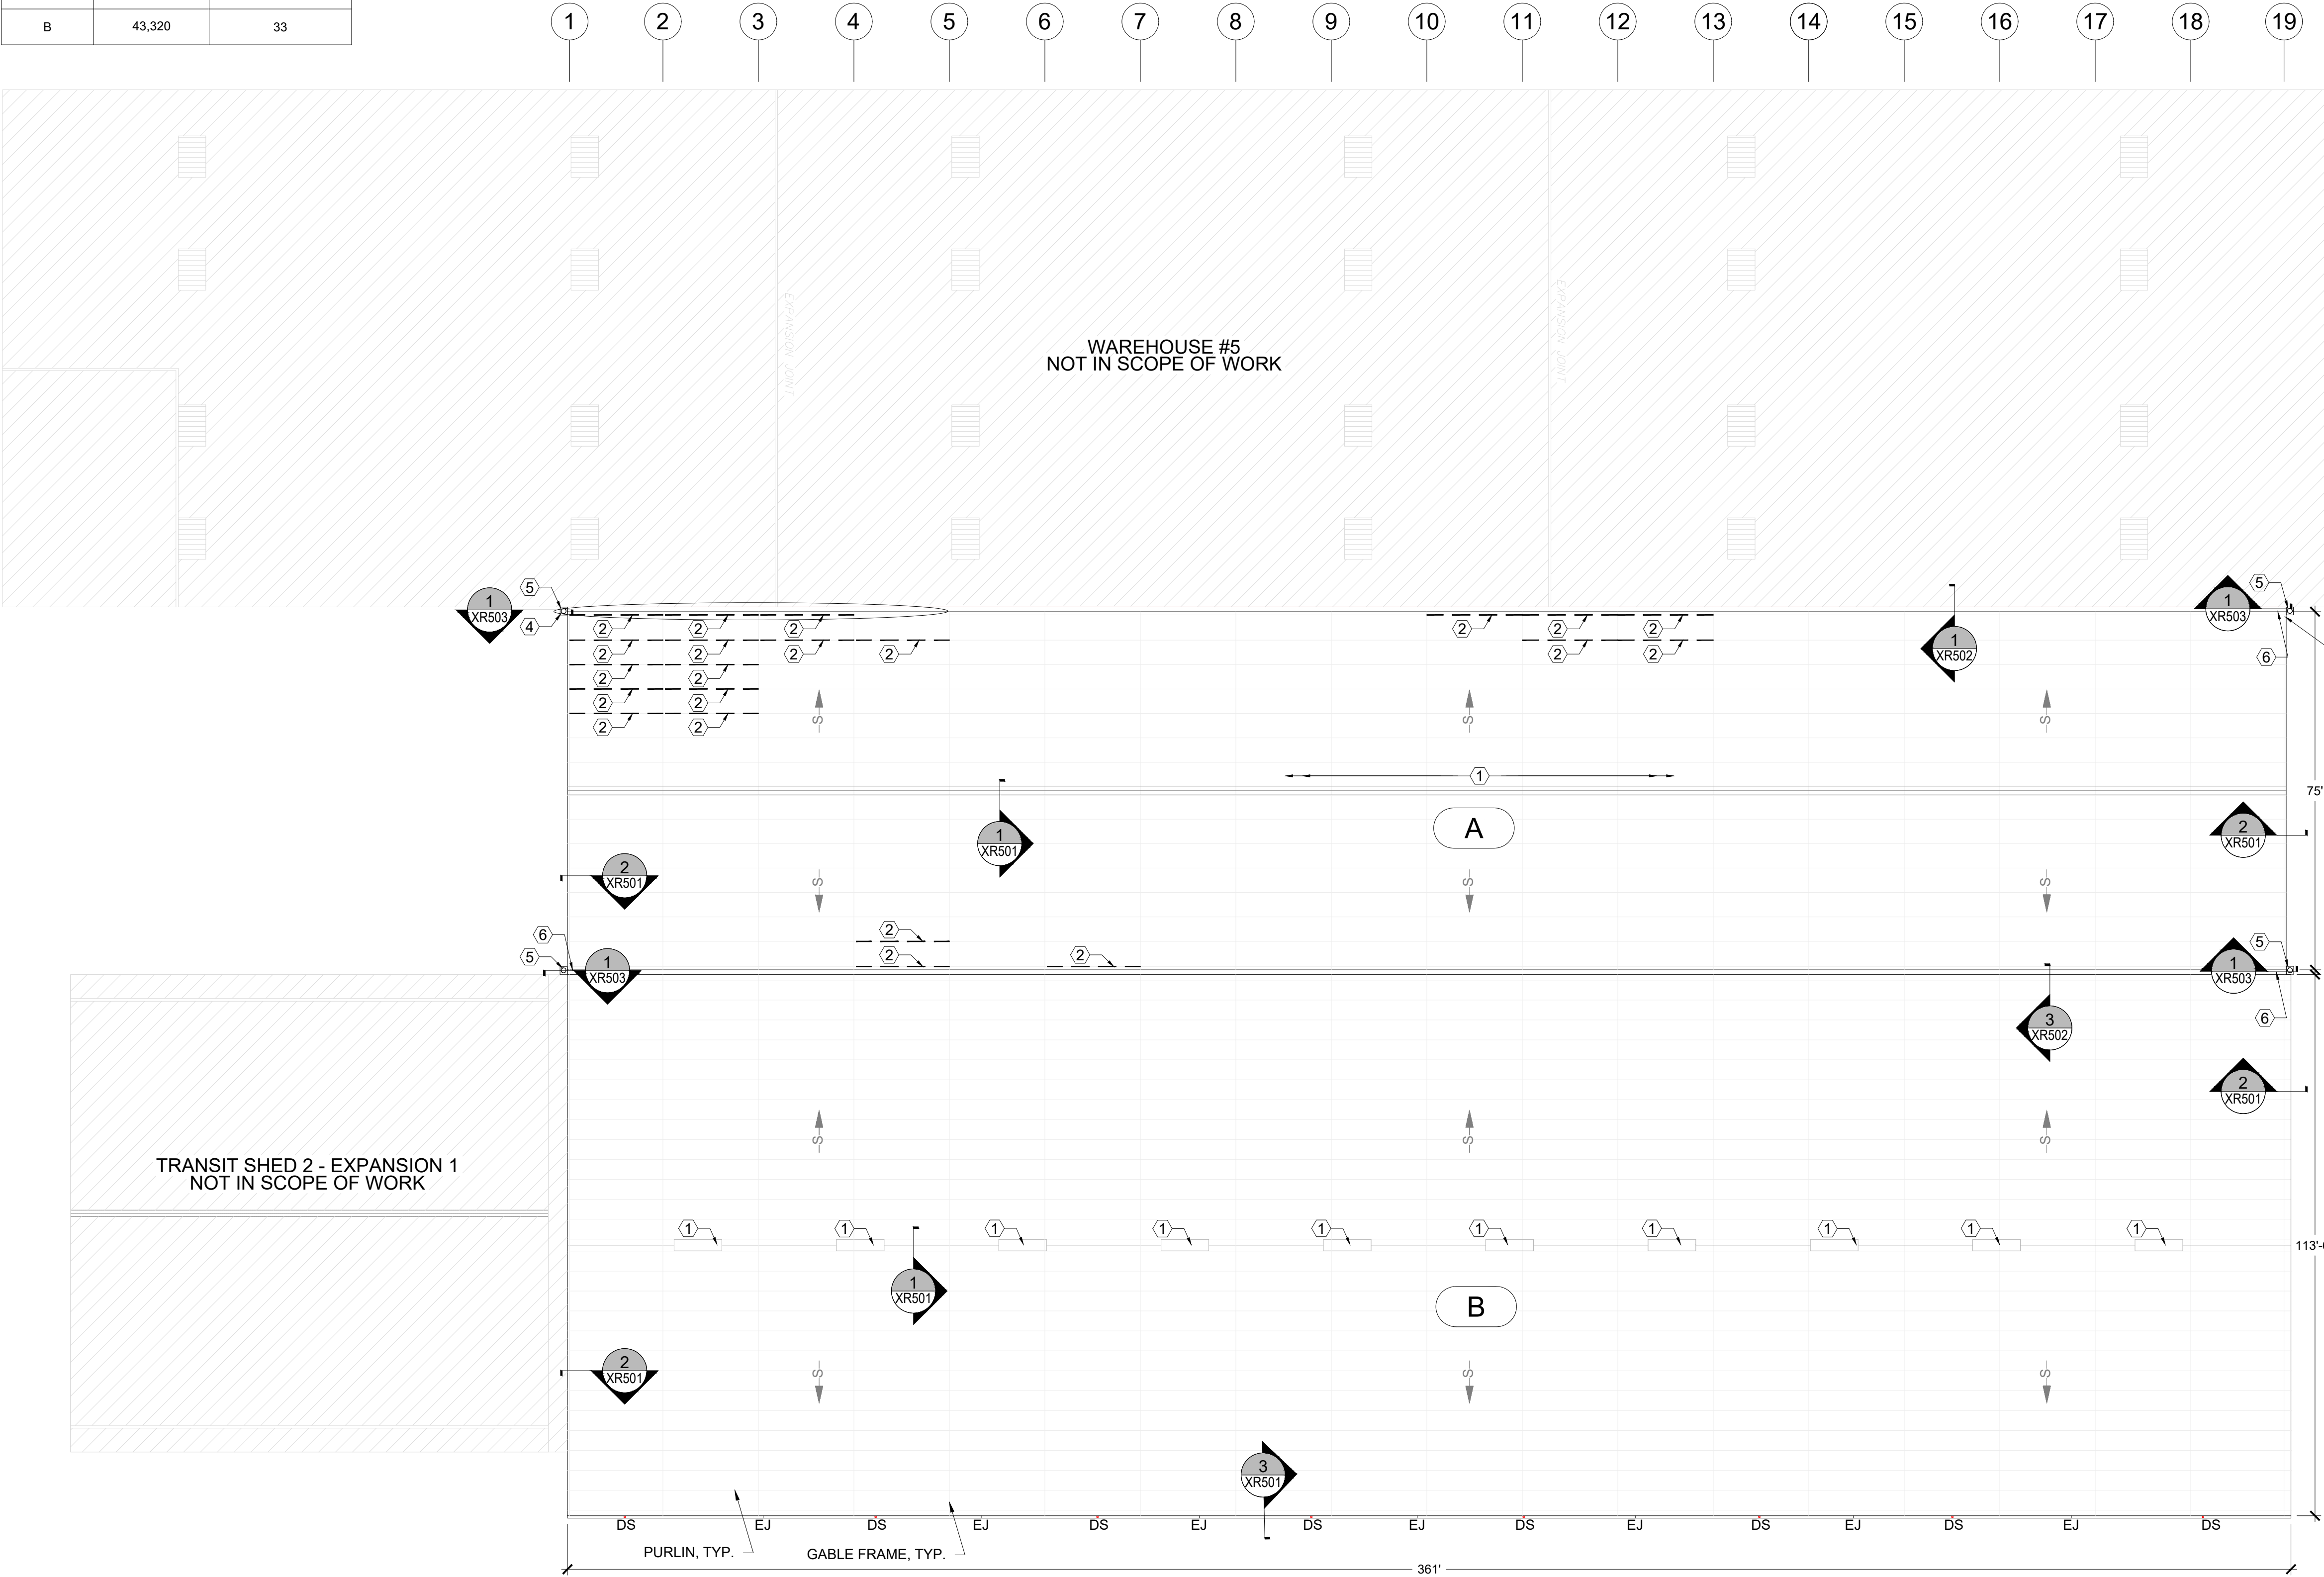 B 43,320 33
1 2 3 4 5 6 7 8 9 10 11 12 13 14 15 16 17 18 19
EXPANSION JOINT
EXPANSION JOINT
WAREHOUSE #5
NOT IN SCOPE OF WORK
5
1
XR503
4
5
1
XR503
6
2 2 2 2 2 2
2 2 2 2 2 2
2 2
2 2
2 2
1
XR502
S S S
1
75'
A
1
XR501
2
XR501
2
XR501
S S S
2
2 2
6
5
1
XR503
5
1
XR503
6
3
XR502
2
XR501
S S S
TRANSIT SHED 2 - EXPANSION 1
NOT IN SCOPE OF WORK
1 1 1 1 1 1 1 1 1 1
113'-
1
XR501
B
2
XR501
S S S
3
XR501
DS EJ DS EJ DS EJ DS EJ DS EJ DS EJ DS EJ DS
PURLIN, TYP.
GABLE FRAME, TYP.
361'